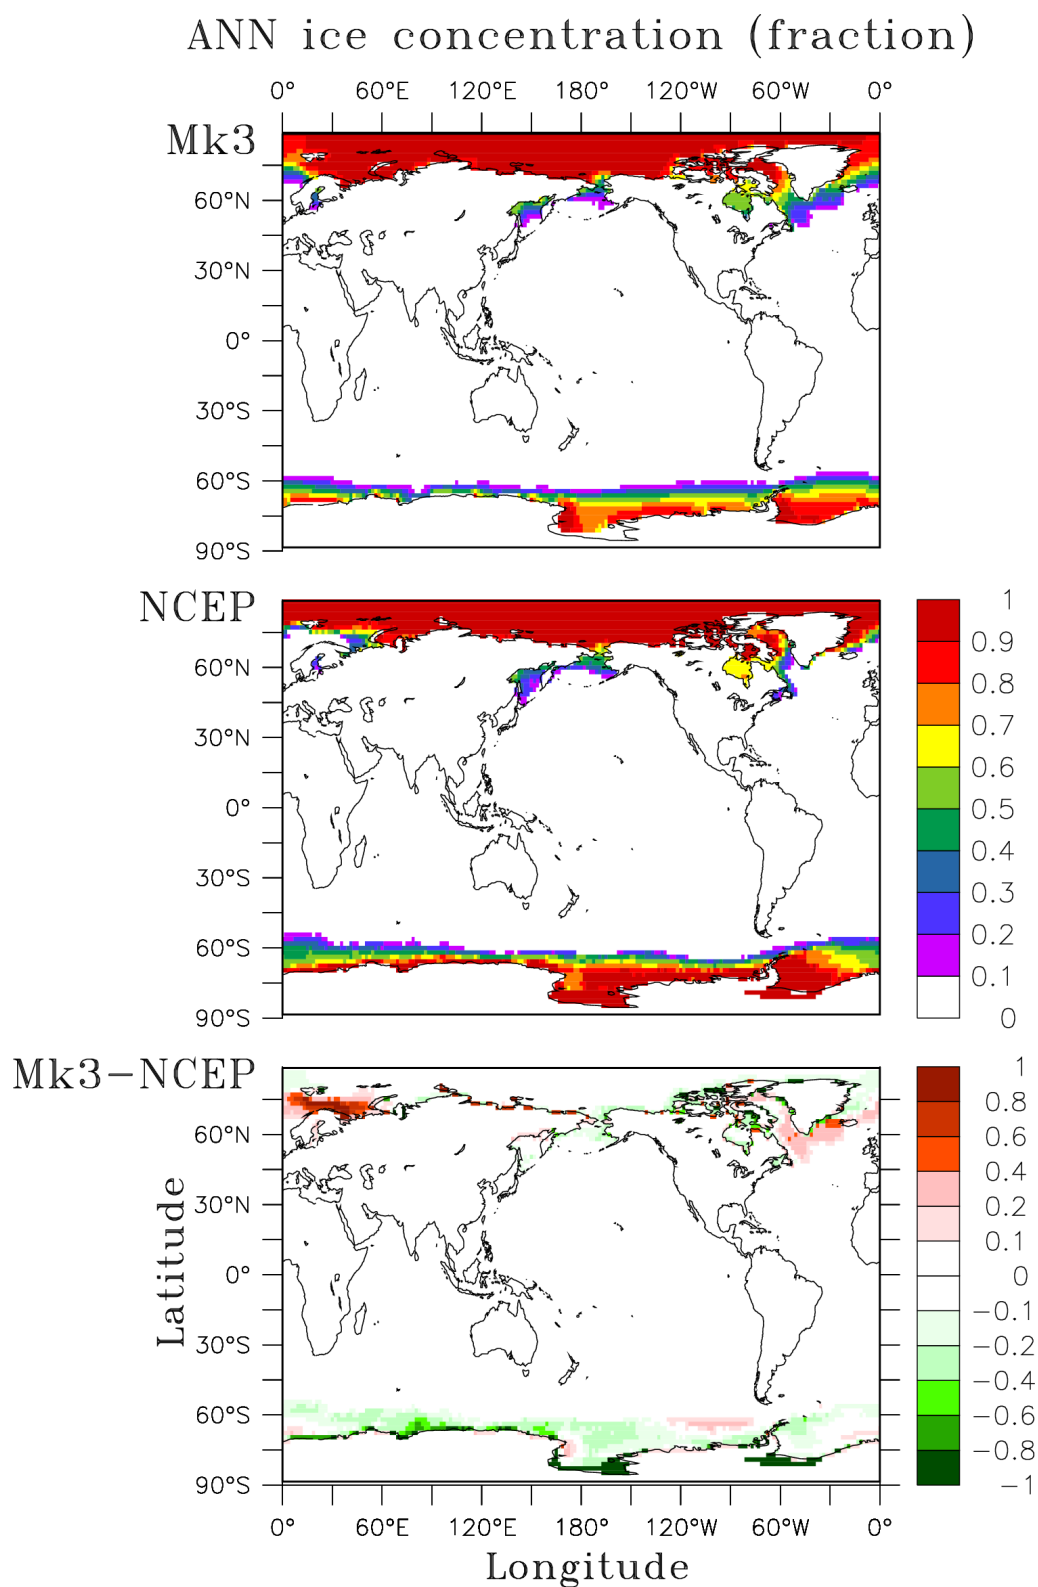 ANN ice concentration (fraction)
0° 60°E 120°E 180° 120°W 60°W 0°
Mk3
60°N
30°N
0°
30°S
60°S
90°S
NCEP
60°N
30°N
0°
30°S
60°S
90°S
1
0.9
0.8
0.7
0.6
0.5
0.4
0.3
0.2
0.1
0
Mk3-NCEP
60°N
30°N
0°
30°S
60°S
90°S
Latitude
1
0.8
0.6
0.4
0.2
0.1
0
-0.1
-0.2
-0.4
-0.6
-0.8
-1
0° 60°E 120°E 180° 120°W 60°W 0°
Longitude